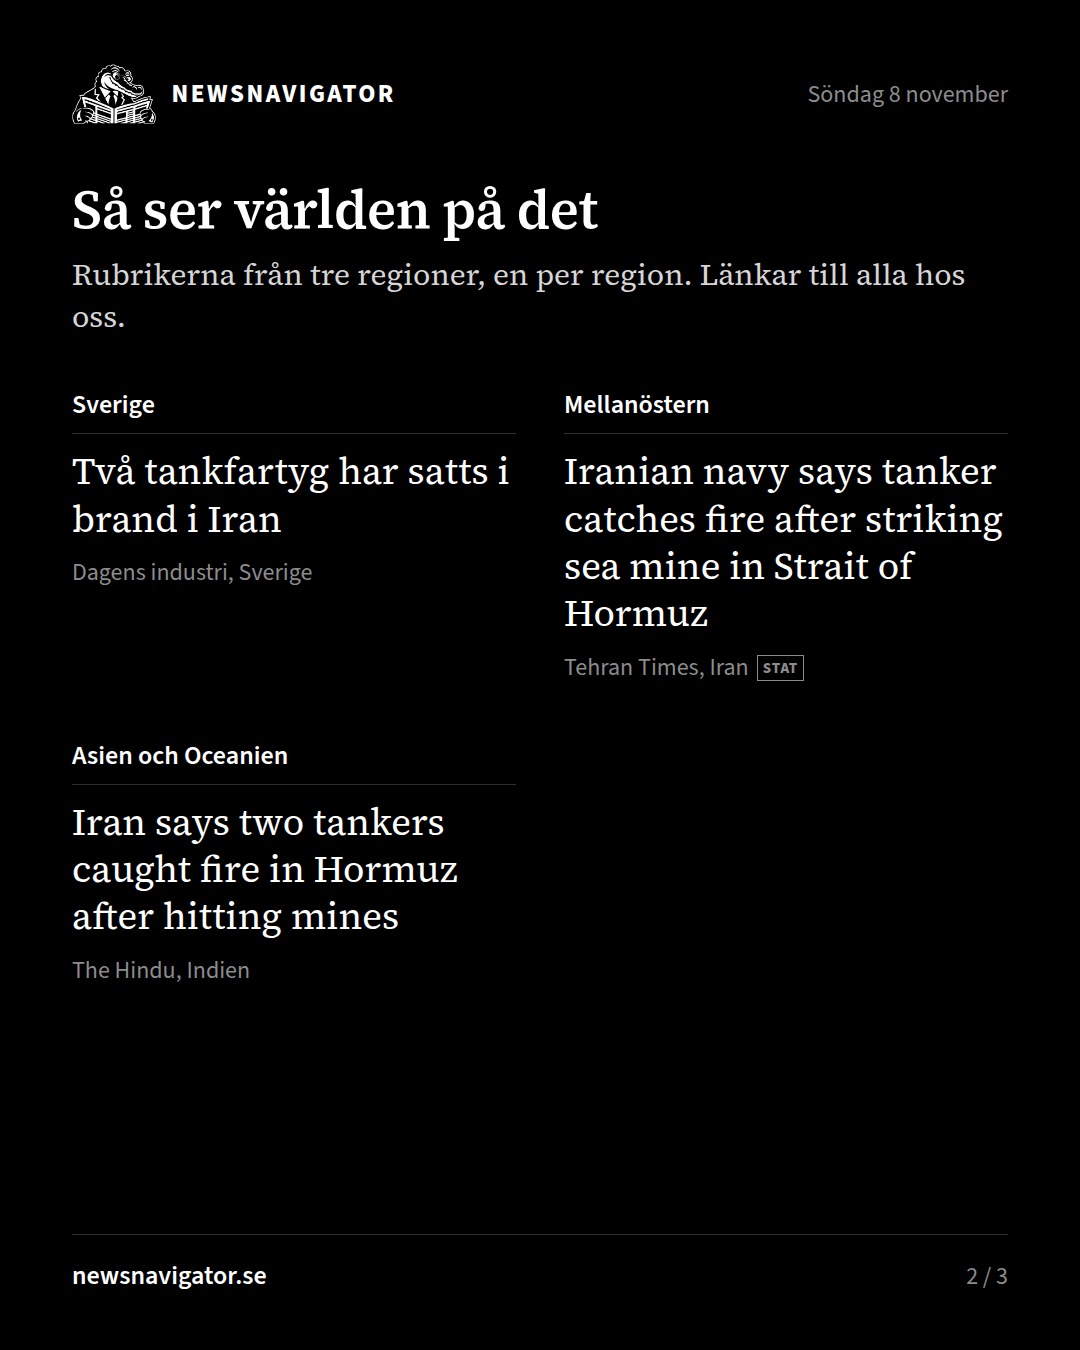 NEWSNAVIGATOR
Söndag 8 november
Så ser världen på det
Rubrikerna från tre regioner, en per region. Länkar till alla hos
oss.
Sverige
Två tankfartyg har satts i
brand i Iran
Dagens industri, Sverige
Mellanöstern
Iranian navy says tanker
catches fire after striking
sea mine in Strait of
Hormuz
Tehran Times, Iran STAT
Asien och Oceanien
Iran says two tankers
caught fire in Hormuz
after hitting mines
The Hindu, Indien
newsnavigator.se
2 / 3